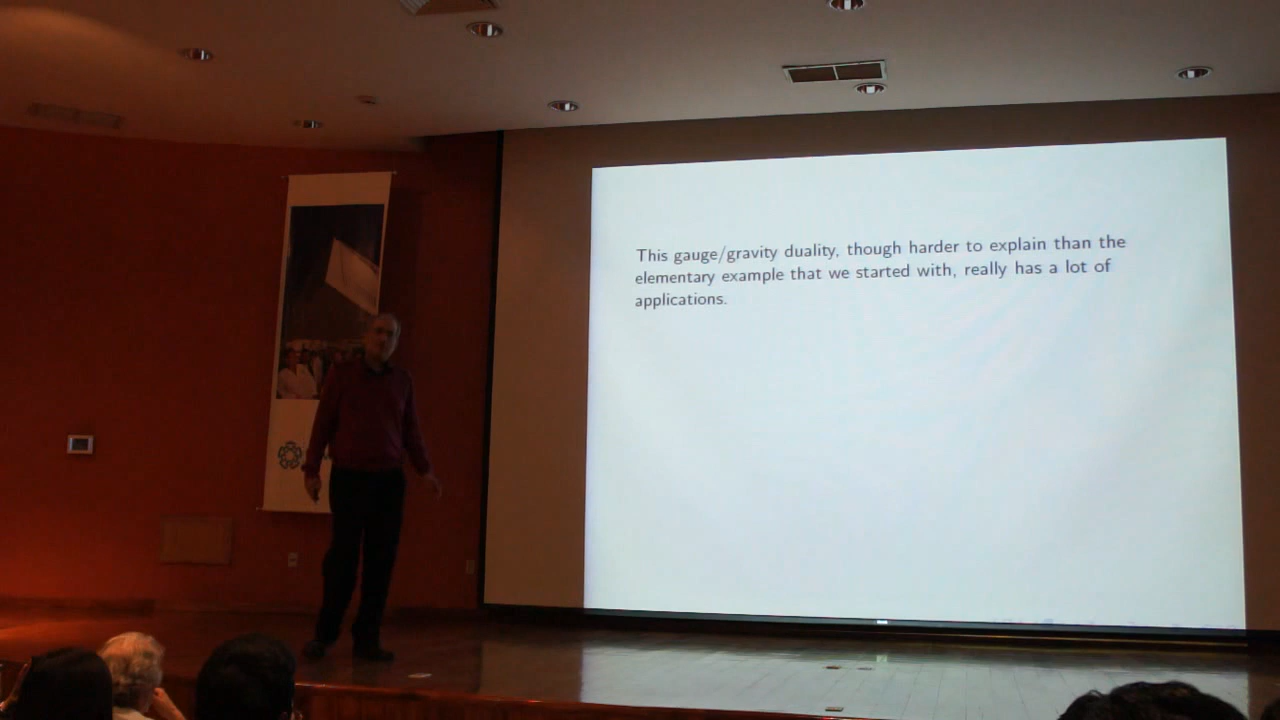 This gauge/gravity duality, though harder to explain than the
elementary example that we started with, really has a lot of
applications.